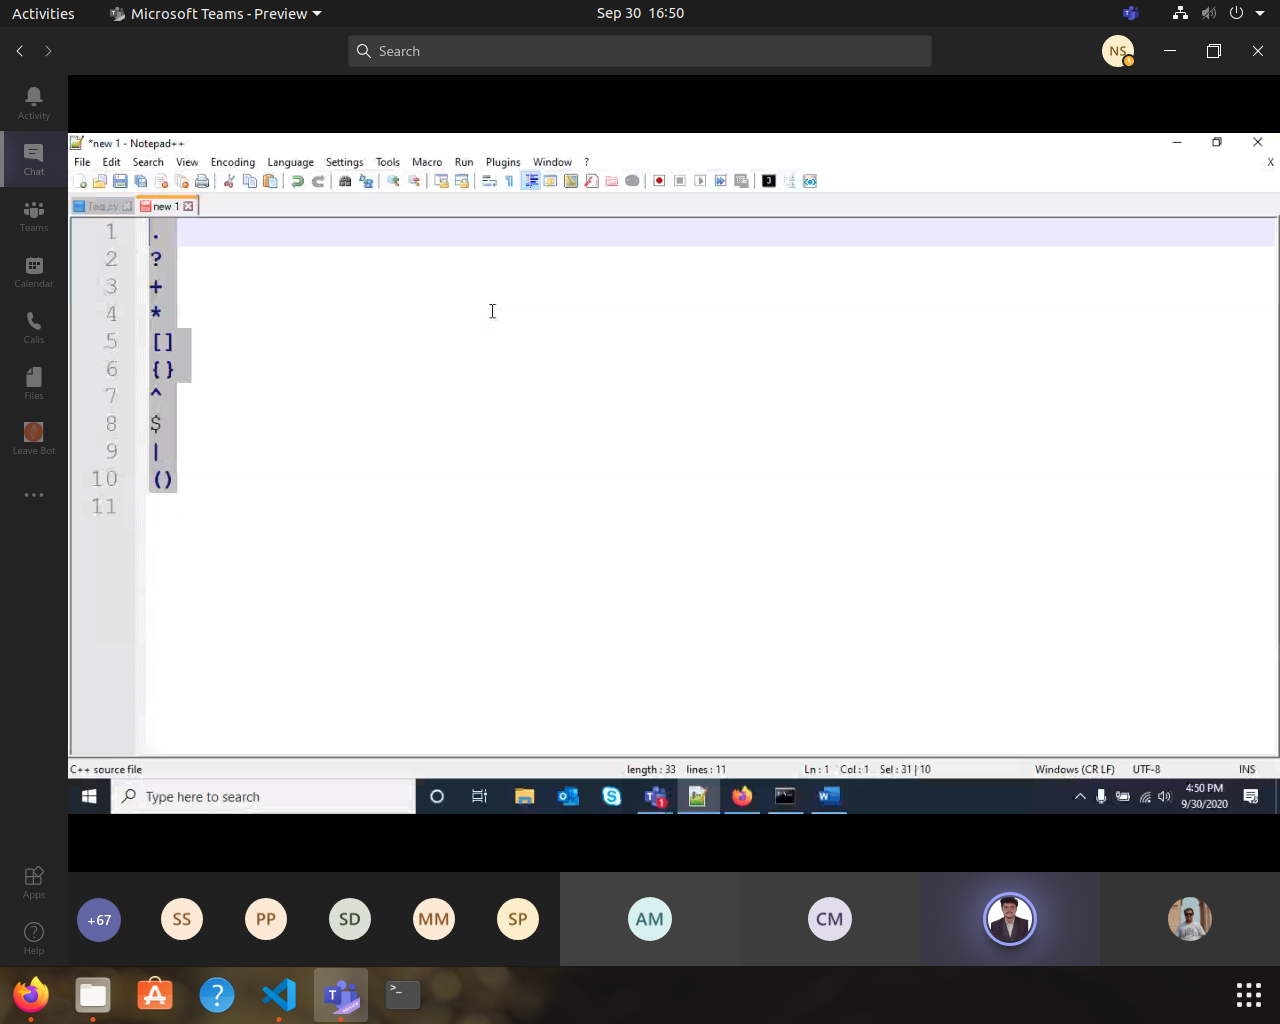 Activities Microsoft Teams - Preview Sep 30 16:50
Search NS
Activity
Chat
Teams
Calendar
Calls
Files
Leave Bot
Apps
Help
*new 1 - Notepad++
File Edit Search View Encoding Language Settings Tools Macro Run Plugins Window ? X
new 1
1 .
2 ?
3 +
4 *
5 []
6 {}
7 ^
8 $
9 |
10 ()
11
C++ source file length : 33 lines : 11 Ln : 1 Col : 1 Sel : 31 | 10 Windows (CR LF) UTF-8 INS
Type here to search 4:50 PM
9/30/2020
+67 SS PP SD MM SP AM CM